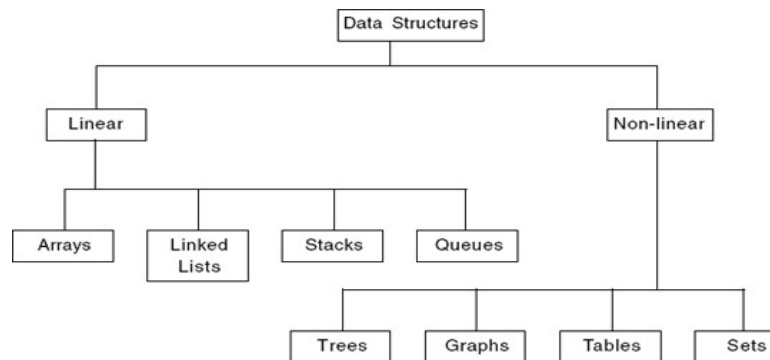 Data Structures
Linear
Non-linear
Arrays
Linked
Lists
Stacks
Queues
Trees
Graphs
Tables
Sets